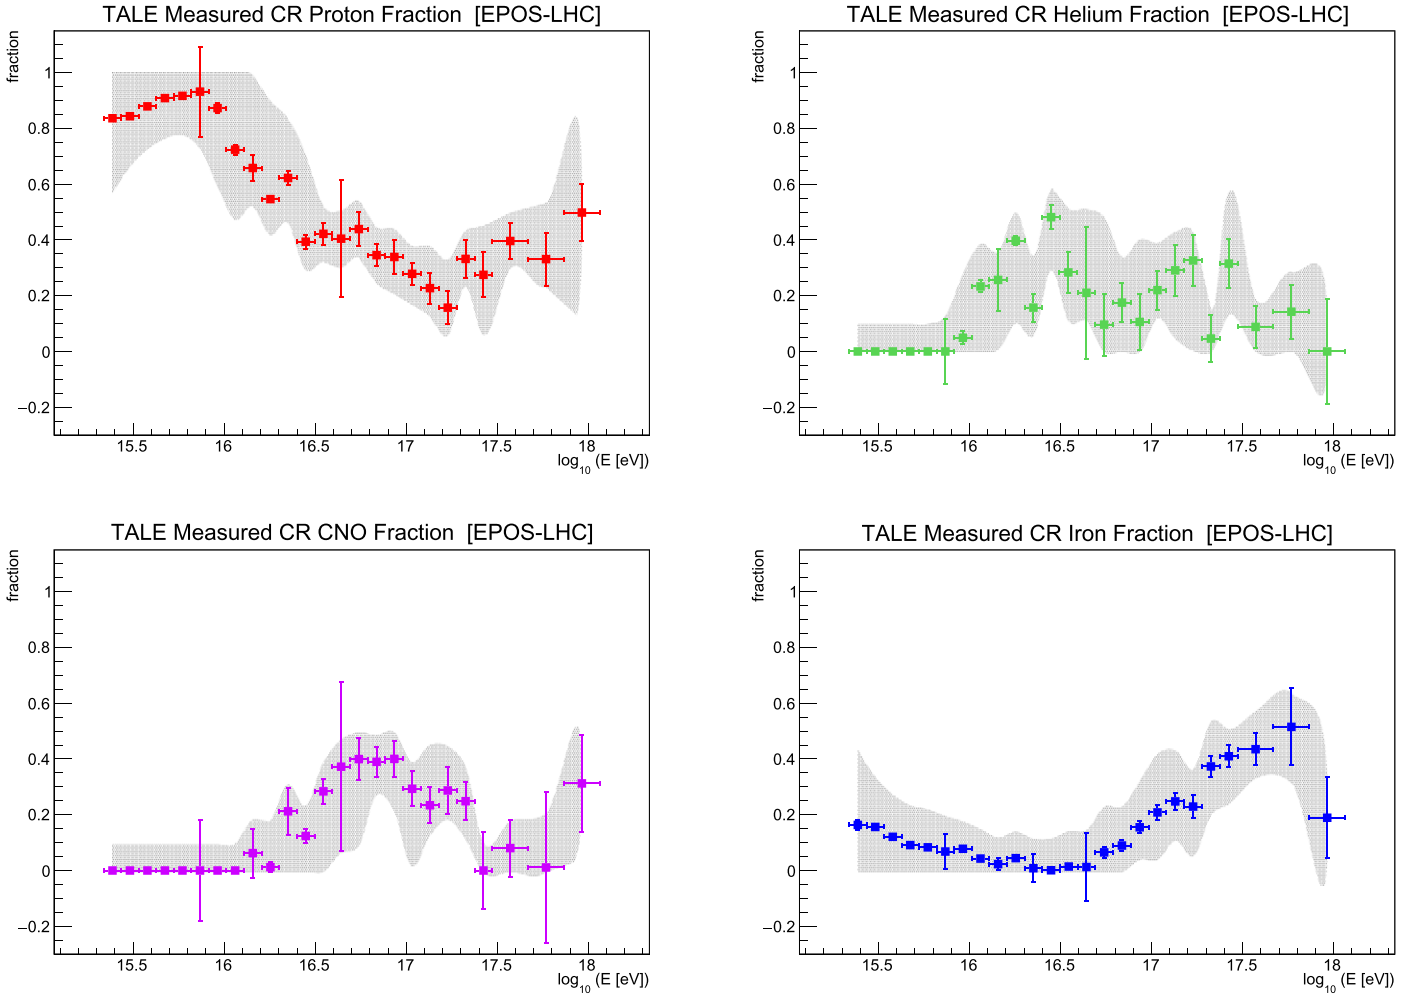 TALE Measured CR Proton Fraction [EPOS-LHC]
fraction
1
0.8
0.6
0.4
0.2
0
−0.2
15.5 16 16.5 17 17.5 18
log10 (E [eV])
TALE Measured CR Helium Fraction [EPOS-LHC]
fraction
1
0.8
0.6
0.4
0.2
0
−0.2
15.5 16 16.5 17 17.5 18
log10 (E [eV])
TALE Measured CR CNO Fraction [EPOS-LHC]
fraction
1
0.8
0.6
0.4
0.2
0
−0.2
15.5 16 16.5 17 17.5 18
log10 (E [eV])
TALE Measured CR Iron Fraction [EPOS-LHC]
fraction
1
0.8
0.6
0.4
0.2
0
−0.2
15.5 16 16.5 17 17.5 18
log10 (E [eV])